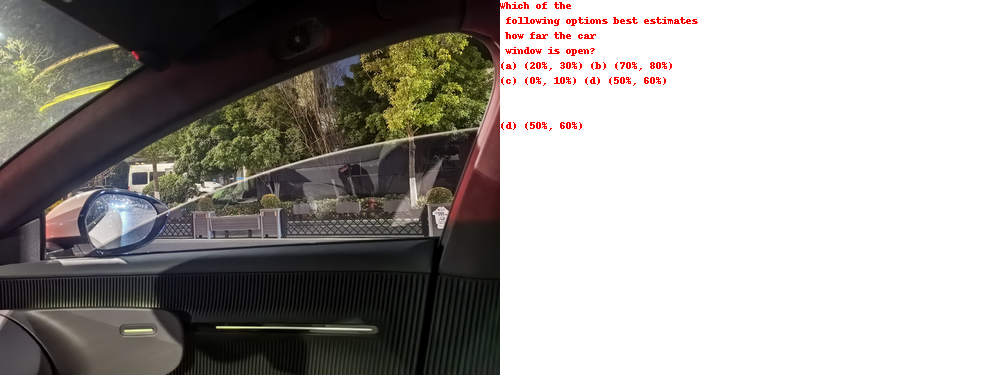 Which of the
following options best estimates
how far the car
window is open?
(a) (20%, 30%) (b) (70%, 80%)
(c) (0%, 10%) (d) (50%, 60%)
(d) (50%, 60%)